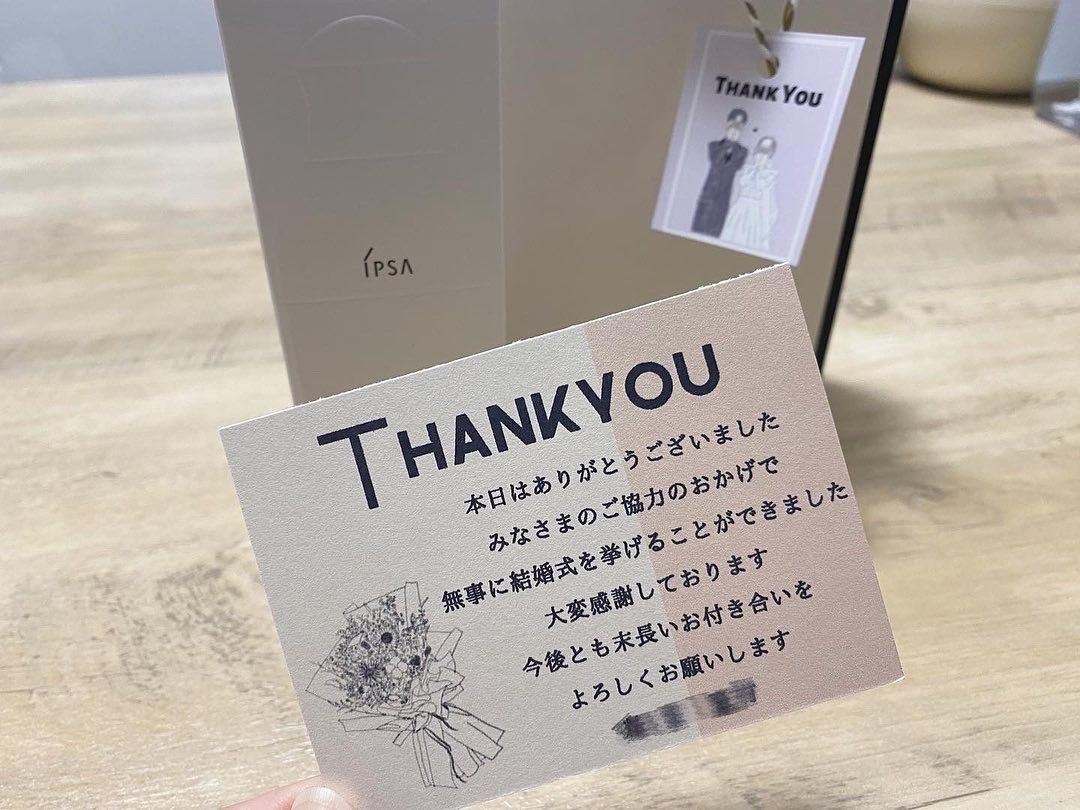 THANK YOU
ÍPSA
THANKYOU
本日はありがとうございました
みなさまのご協力のおかげで
無事に結婚式を挙げることができました
大変感謝しております
今後とも末長いお付き合いを
よろしくお願いします